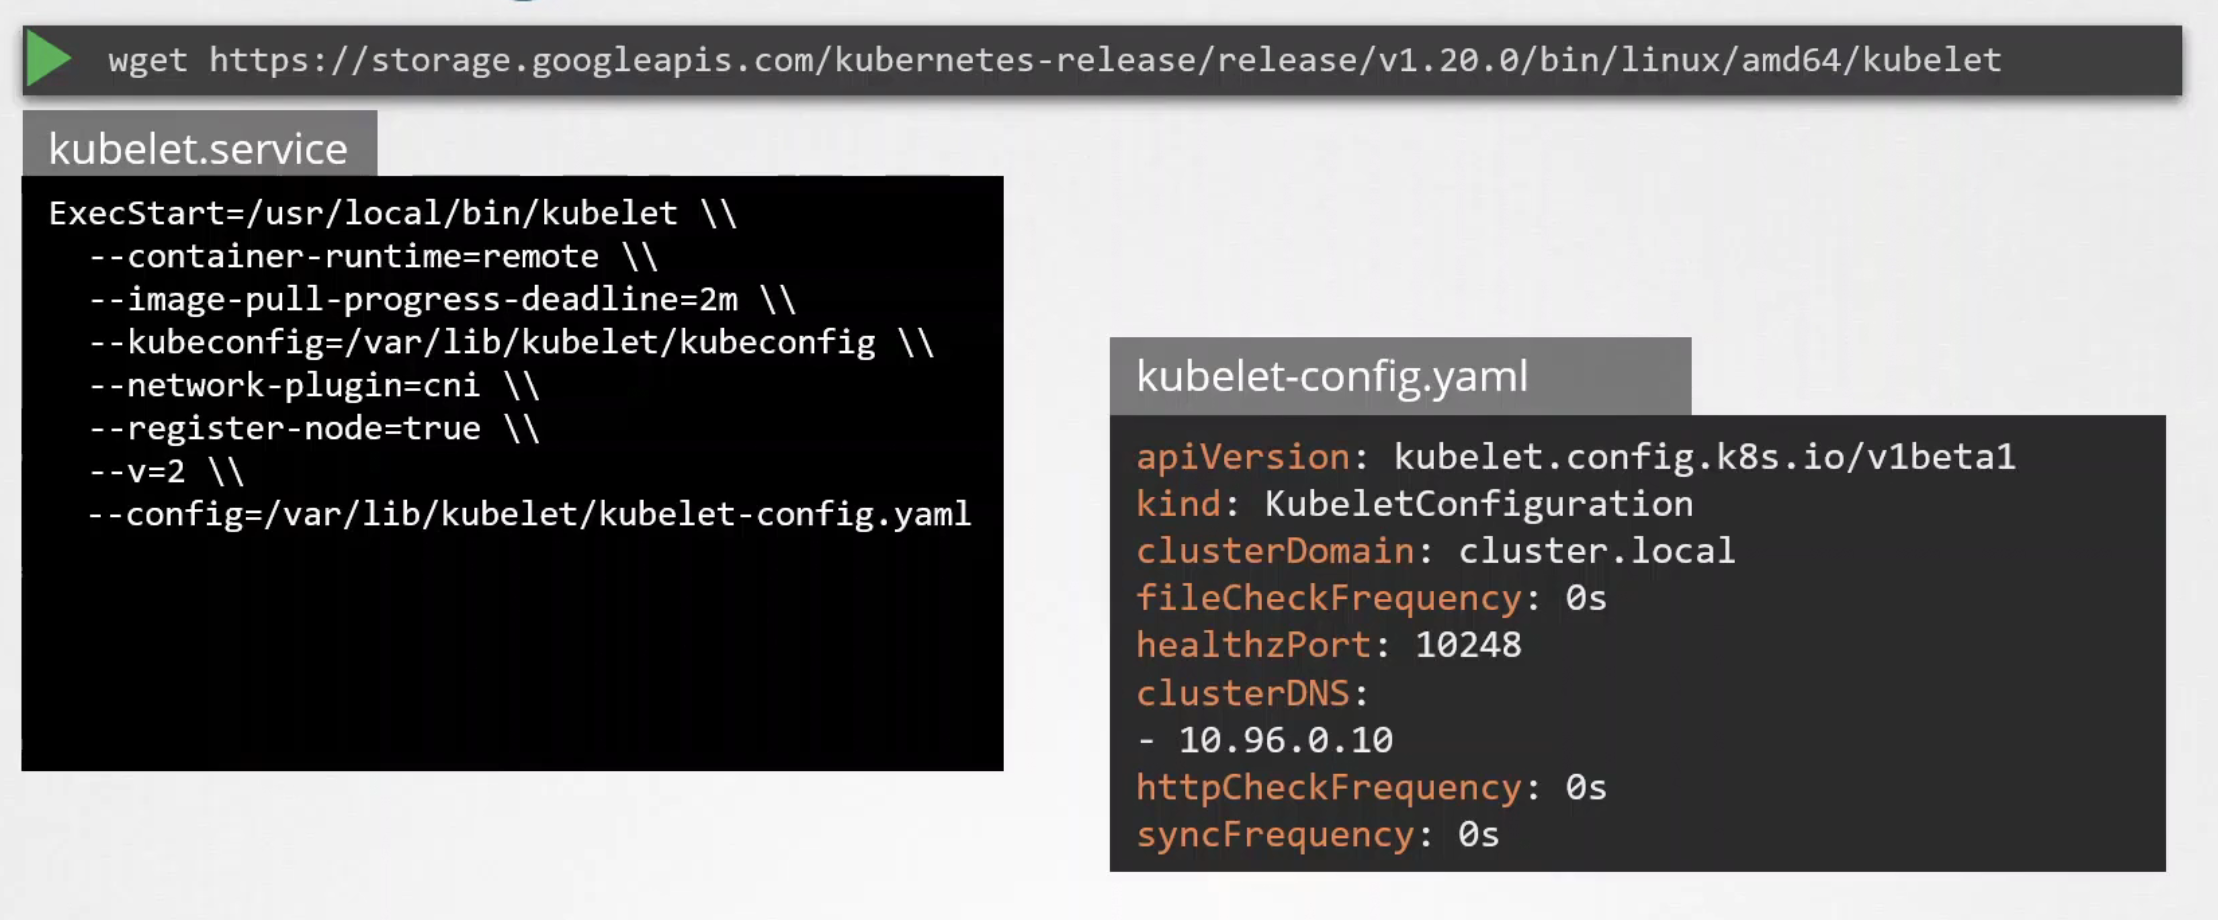 wget https://storage.googleapis.com/kubernetes-release/release/v1.20.0/bin/linux/amd64/kubelet
kubelet.service
ExecStart=/usr/local/bin/kubelet \\
--container-runtime=remote \\
--image-pull-progress-deadline=2m \\
--kubeconfig=/var/lib/kubelet/kubeconfig \\
--network-plugin=cni \\
--register-node=true \\
--v=2 \\
--config=/var/lib/kubelet/kubelet-config.yaml
kubelet-config.yaml
apiVersion: kubelet.config.k8s.io/v1beta1
kind: KubeletConfiguration
clusterDomain: cluster.local
fileCheckFrequency: 0s
healthzPort: 10248
clusterDNS:
- 10.96.0.10
httpCheckFrequency: 0s
syncFrequency: 0s